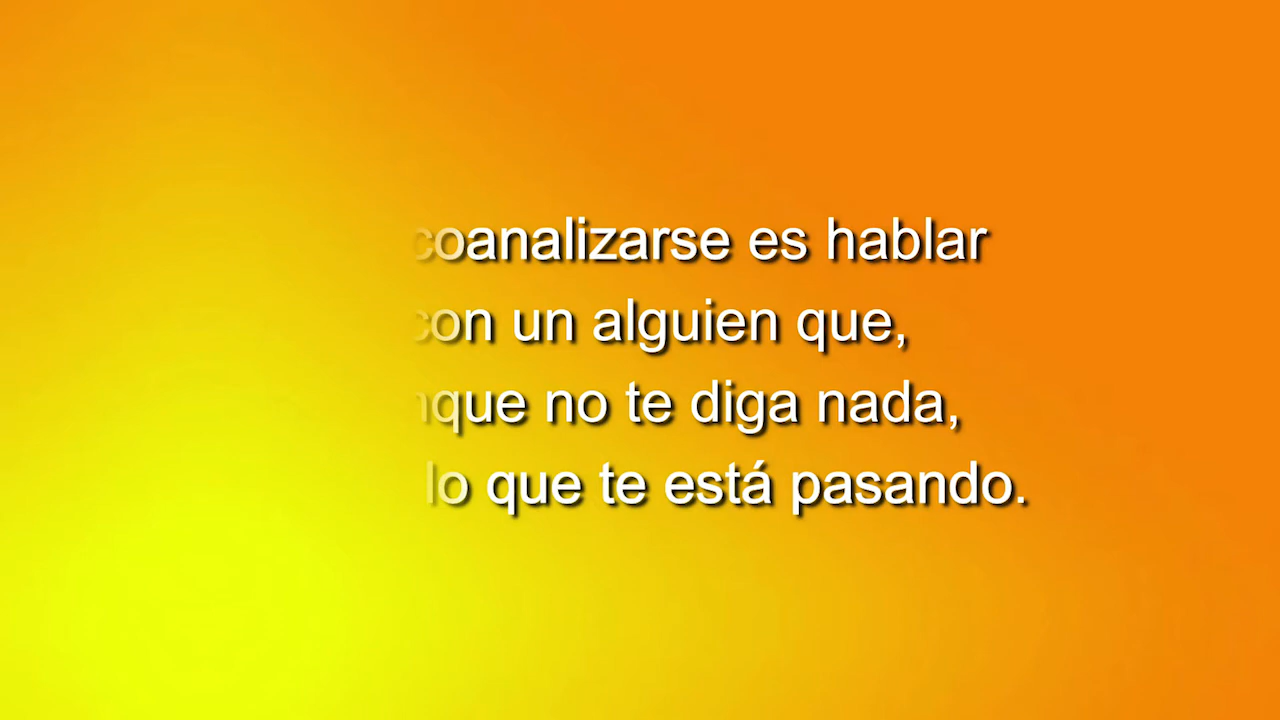 coanalizarse es hablar
con un alguien que,
que no te diga nada,
lo que te está pasando.